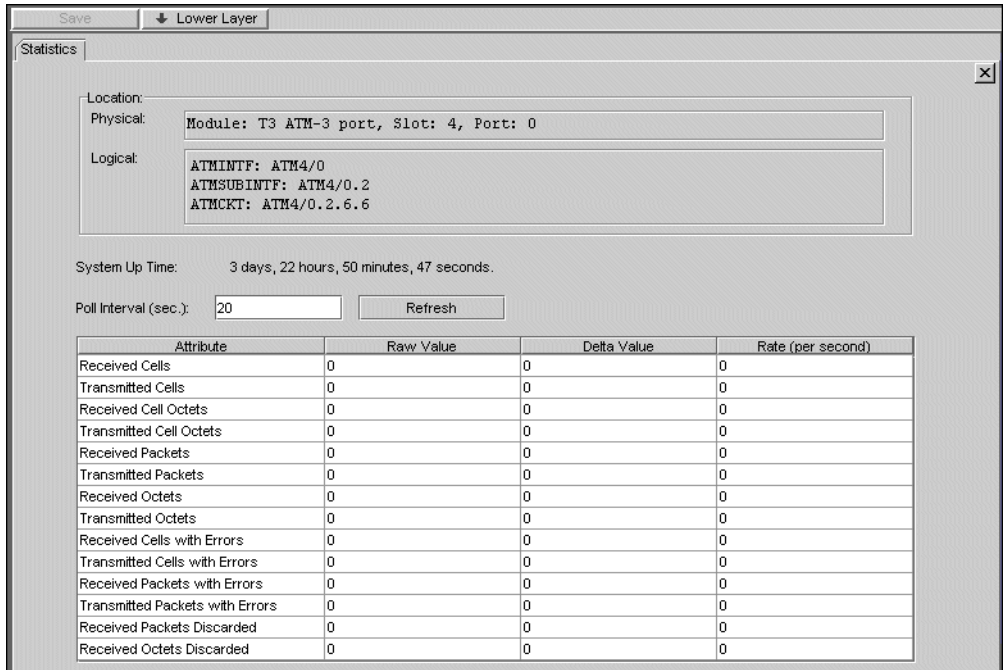 Save Lower Layer
Statistics
Location:
Physical: Module: T3 ATM-3 port, Slot: 4, Port: 0
Logical: ATMINTF: ATM4/0
ATMSUBINTF: ATM4/0.2
ATMCKT: ATM4/0.2.6.6
System Up Time: 3 days, 22 hours, 50 minutes, 47 seconds.
Poll Interval (sec.): 20 Refresh
Attribute Raw Value Delta Value Rate (per second)
Received Cells 0 0 0
Transmitted Cells 0 0 0
Received Cell Octets 0 0 0
Transmitted Cell Octets 0 0 0
Received Packets 0 0 0
Transmitted Packets 0 0 0
Received Octets 0 0 0
Transmitted Octets 0 0 0
Received Cells with Errors 0 0 0
Transmitted Cells with Errors 0 0 0
Received Packets with Errors 0 0 0
Transmitted Packets with Errors 0 0 0
Received Packets Discarded 0 0 0
Received Octets Discarded 0 0 0